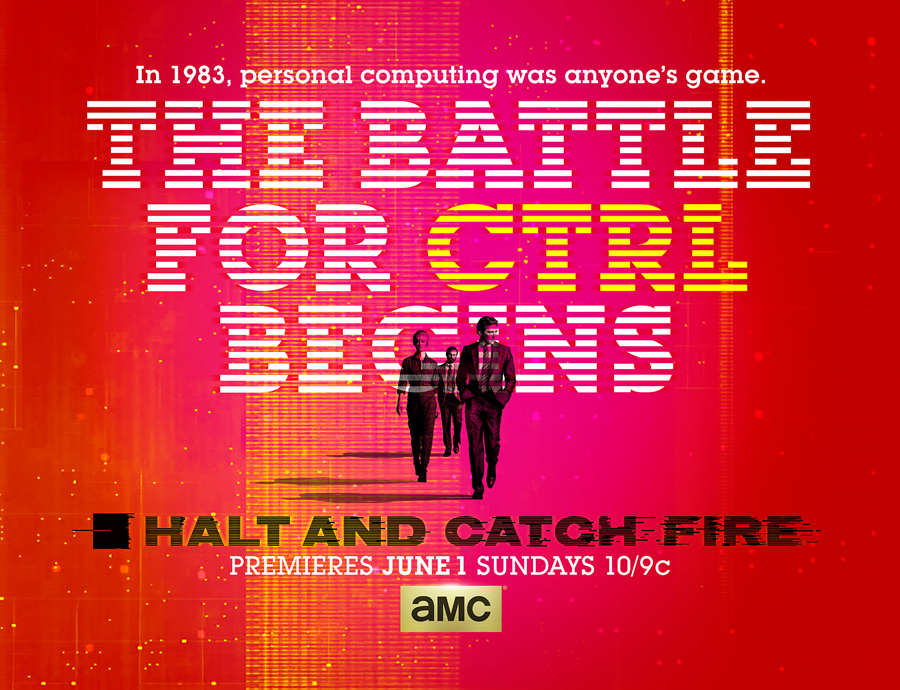 In 1983, personal computing was anyone's game.
THE BATTLE
FOR CTRL
BEGINS
HALT AND CATCH FIRE
PREMIERES JUNE 1 SUNDAYS 10/9c
aMC